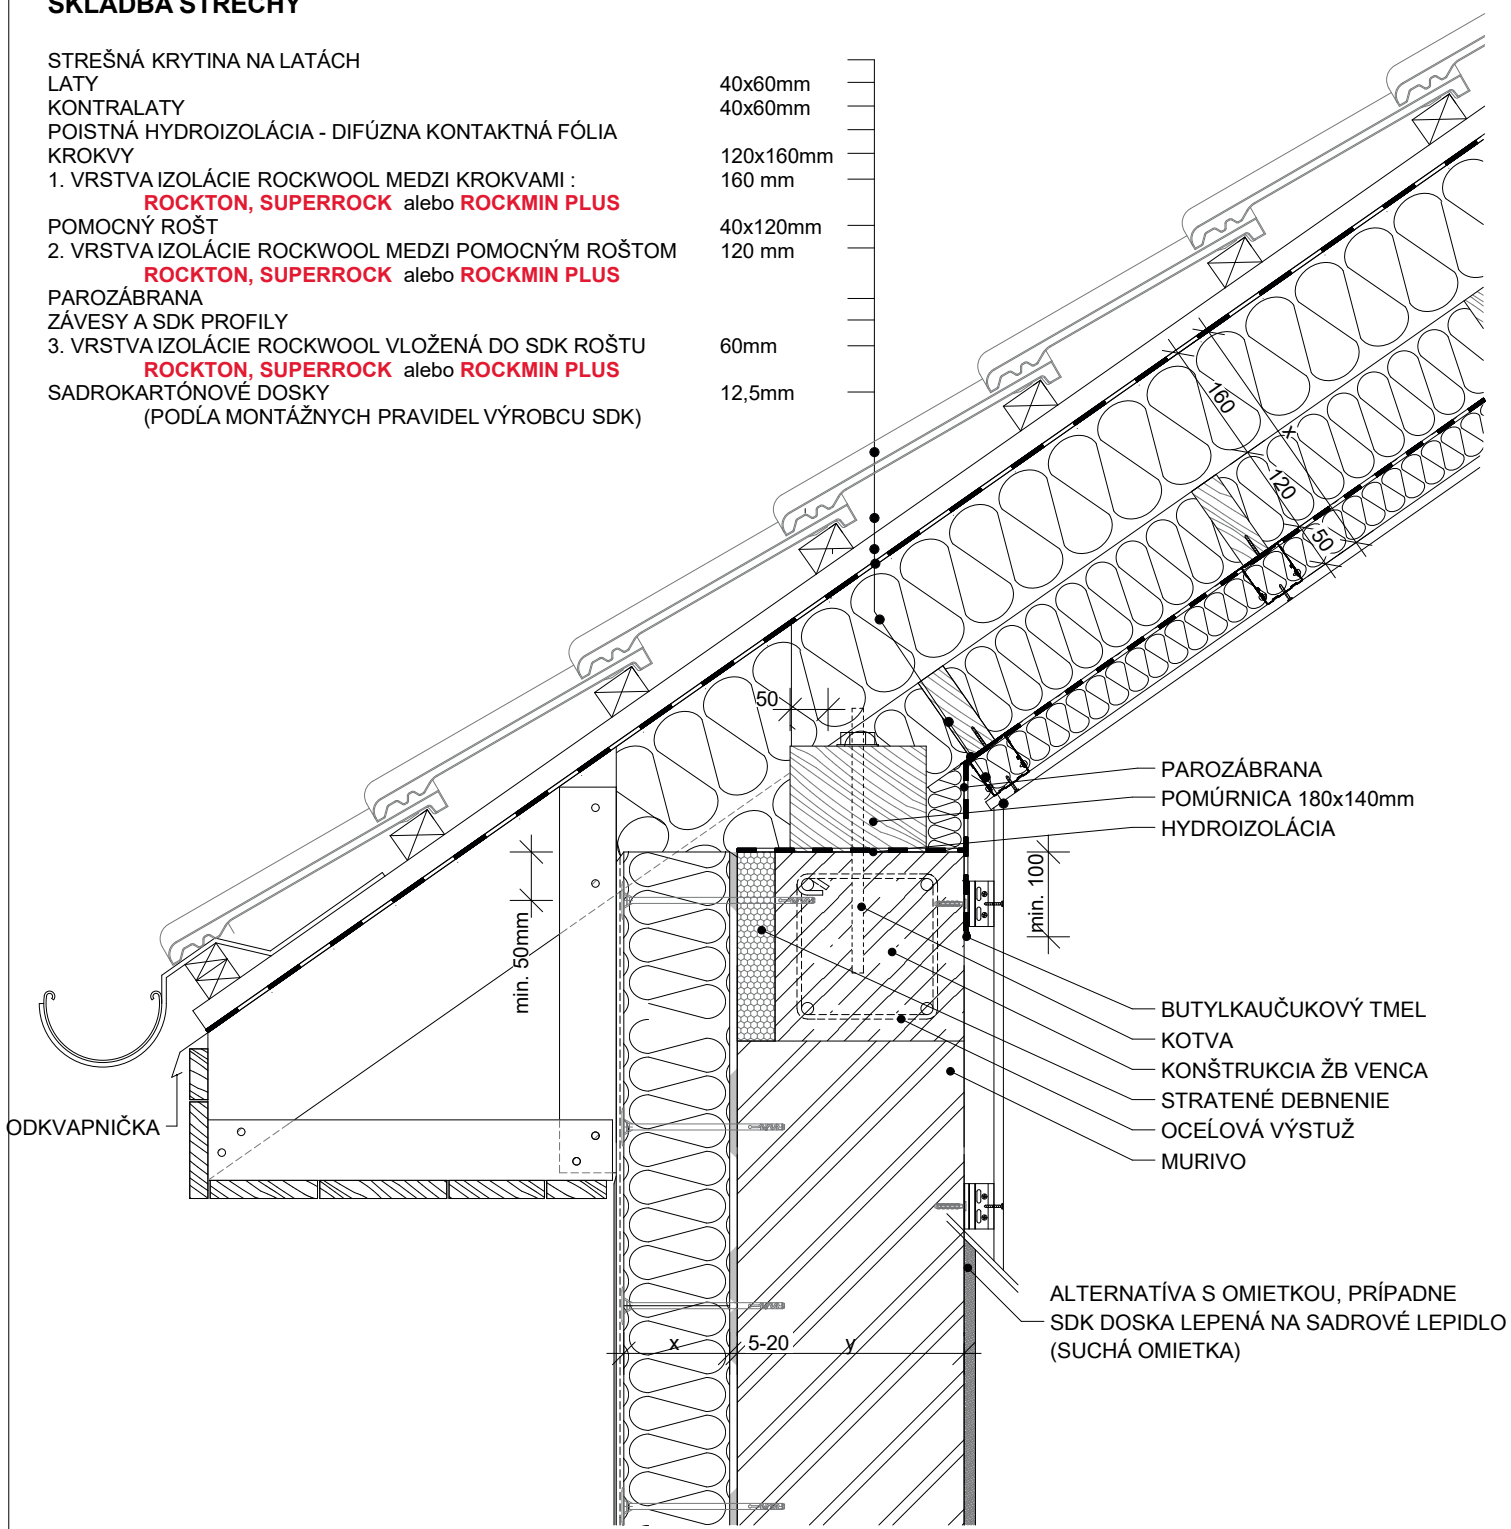 SKLADBA STRECHY
STREŠNÁ KRYTINA NA LATÁCH
LATY 40x60mm
KONTRALATY 40x60mm
POISTNÁ HYDROIZOLÁCIA - DIFÚZNA KONTAKTNÁ FÓLIA
KROKVY 120x160mm
1. VRSTVA IZOLÁCIE ROCKWOOL MEDZI KROKVAMI : 160 mm
ROCKTON, SUPERROCK alebo ROCKMIN PLUS
POMOCNÝ ROŠT 40x120mm
2. VRSTVA IZOLÁCIE ROCKWOOL MEDZI POMOCNÝM ROŠTOM 120 mm
ROCKTON, SUPERROCK alebo ROCKMIN PLUS
PAROZÁBRANA
ZÁVESY A SDK PROFILY
3. VRSTVA IZOLÁCIE ROCKWOOL VLOŽENÁ DO SDK ROŠTU 60mm
ROCKTON, SUPERROCK alebo ROCKMIN PLUS
SADROKARTÓNOVÉ DOSKY 12,5mm
(PODĹA MONTÁŽNYCH PRAVIDEL VÝROBCU SDK)
160
x
120
50
50
PAROZÁBRANA
POMÚRNICA 180x140mm
HYDROIZOLÁCIA
min. 100
min. 50mm
BUTYLKAUČUKOVÝ TMEL
KOTVA
KONŠTRUKCIA ŽB VENCA
STRATENÉ DEBNENIE
OCEĹOVÁ VÝSTUŽ
MURIVO
ODKVAPNIČKA
ALTERNATÍVA S OMIETKOU, PRÍPADNE
SDK DOSKA LEPENÁ NA SADROVÉ LEPIDLO
(SUCHÁ OMIETKA)
x 5-20 y